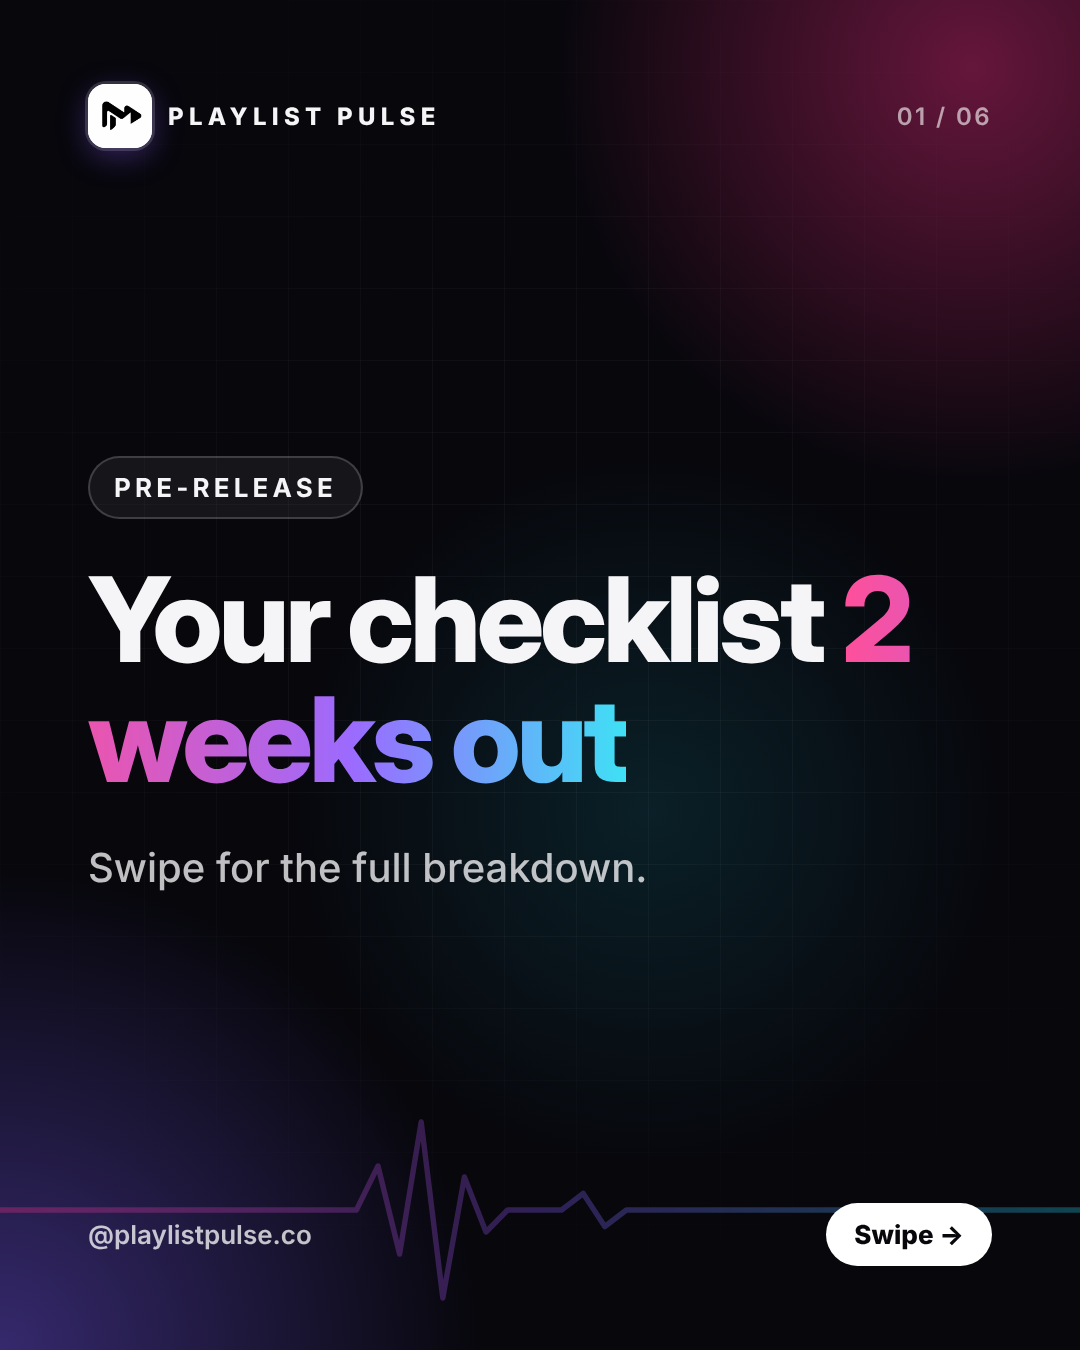 PLAYLIST PULSE
01 / 06
PRE-RELEASE
Your checklist 2
weeks out
Swipe for the full breakdown.
@playlistpulse.co
Swipe →